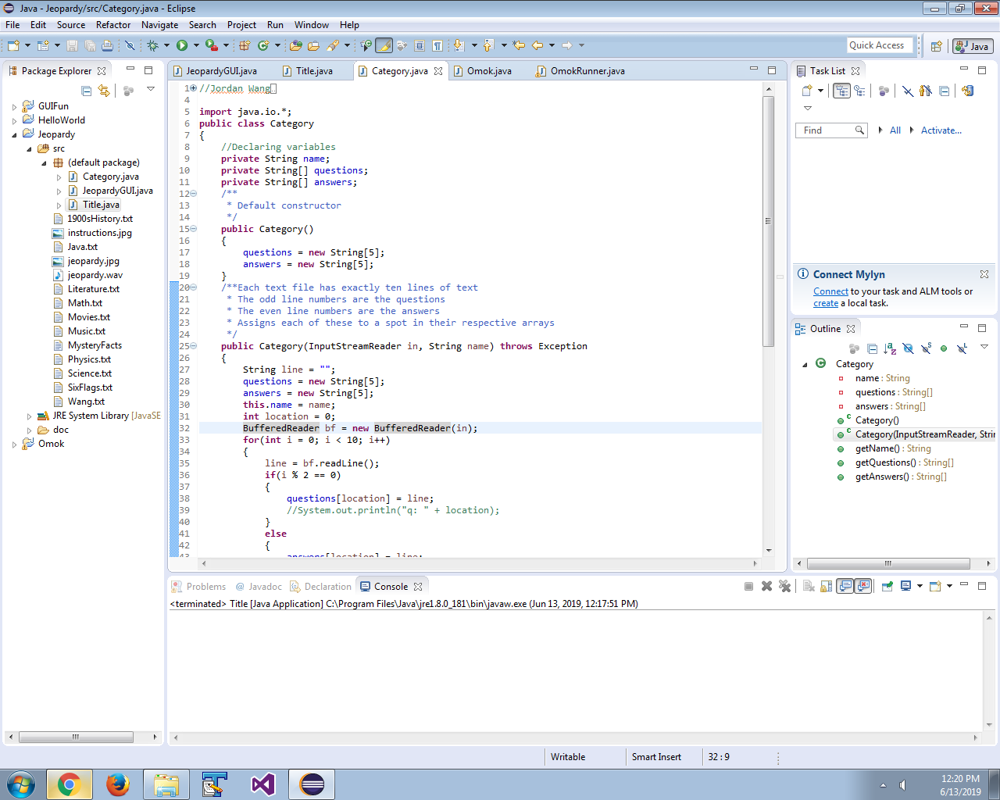 Java - Jeopardy/src/Category.java - Eclipse
File Edit Source Refactor Navigate Search Project Run Window Help
Quick Access
Java
Package Explorer
GUIFun
HelloWorld
Jeopardy
src
(default package)
Category.java
JeopardyGUI.java
Title.java
1900sHistory.txt
instructions.jpg
Java.txt
jeopardy.jpg
jeopardy.wav
Literature.txt
Math.txt
Movies.txt
Music.txt
MysteryFacts
Physics.txt
Science.txt
SixFlags.txt
Wang.txt
JRE System Library [JavaSE
doc
Omok
JeopardyGUI.java Title.java Category.java Omok.java OmokRunner.java
1 //Jordan Wang
4
5 import java.io.*;
6 public class Category
7 {
8 //Declaring variables
9 private String name;
10 private String[] questions;
11 private String[] answers;
12 /**
13 * Default constructor
14 */
15 public Category()
16 {
17 questions = new String[5];
18 answers = new String[5];
19 }
20 /**Each text file has exactly ten lines of text
21 * The odd line numbers are the questions
22 * The even line numbers are the answers
23 * Assigns each of these to a spot in their respective arrays
24 */
25 public Category(InputStreamReader in, String name) throws Exception
26 {
27 String line = "";
28 questions = new String[5];
29 answers = new String[5];
30 this.name = name;
31 int location = 0;
32 BufferedReader bf = new BufferedReader(in);
33 for(int i = 0; i < 10; i++)
34 {
35 line = bf.readLine();
36 if(i % 2 == 0)
37 {
38 questions[location] = line;
39 //System.out.println("q: " + location);
40 }
41 else
42 {
43 answers[location] = line;
Task List
Find
All
Activate...
Connect Mylyn
Connect to your task and ALM tools or
create a local task.
Outline
Category
name : String
questions : String[]
answers : String[]
Category()
Category(InputStreamReader, Strin
getName() : String
getQuestions() : String[]
getAnswers() : String[]
Problems @ Javadoc Declaration Console
<terminated> Title [Java Application] C:\Program Files\Java\jre1.8.0_181\bin\javaw.exe (Jun 13, 2019, 12:17:51 PM)
Writable Smart Insert 32 : 9
12:20 PM
6/13/2019